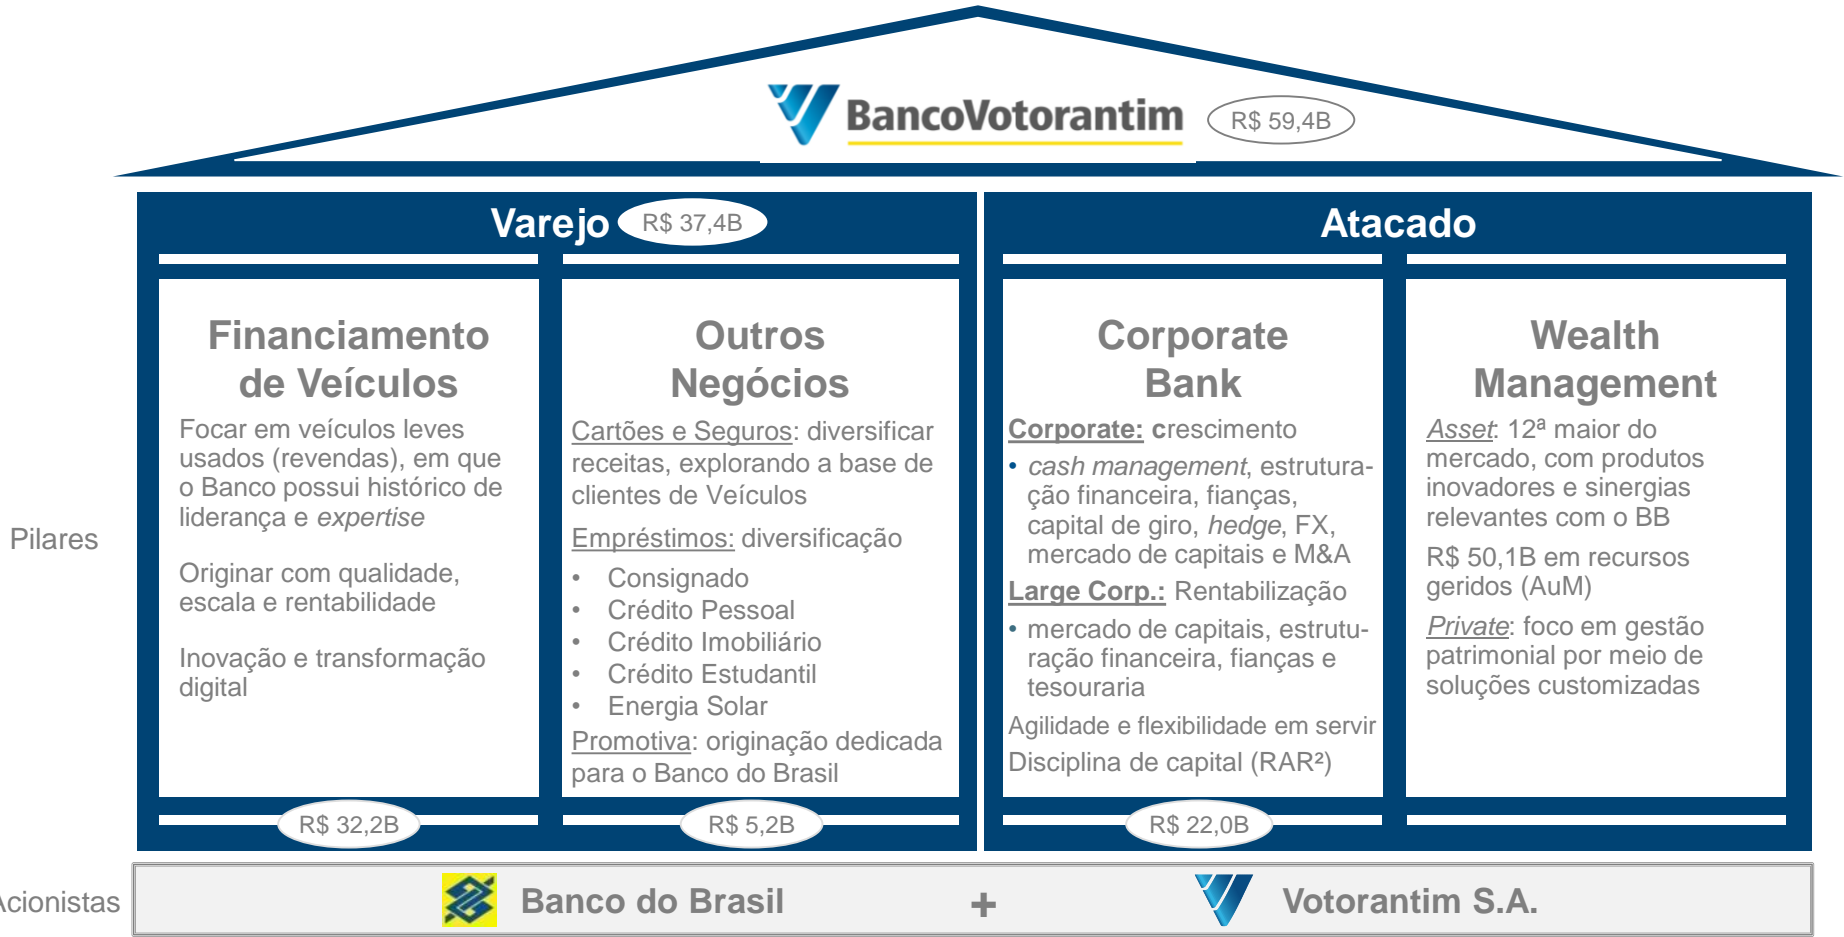 BancoVotorantim
R$ 59,4B
Varejo
R$ 37,4B
Atacado
Pilares
Financiamento
de Veículos
Focar em veículos leves
usados (revendas), em que
o Banco possui histórico de
liderança e expertise
Originar com qualidade,
escala e rentabilidade
Inovação e transformação
digital
R$ 32,2B
Outros
Negócios
Cartões e Seguros: diversificar
receitas, explorando a base de
clientes de Veículos
Empréstimos: diversificação
• Consignado
• Crédito Pessoal
• Crédito Imobiliário
• Crédito Estudantil
• Energia Solar
Promotiva: originação dedicada
para o Banco do Brasil
R$ 5,2B
Corporate
Bank
Corporate: crescimento
• cash management, estrutura-
ção financeira, fianças,
capital de giro, hedge, FX,
mercado de capitais e M&A
Large Corp.: Rentabilização
• mercado de capitais, estrutu-
ração financeira, fianças e
tesouraria
Agilidade e flexibilidade em servir
Disciplina de capital (RAR²)
R$ 22,0B
Wealth
Management
Asset: 12ª maior do
mercado, com produtos
inovadores e sinergias
relevantes com o BB
R$ 50,1B em recursos
geridos (AuM)
Private: foco em gestão
patrimonial por meio de
soluções customizadas
Acionistas
Banco do Brasil
+
Votorantim S.A.